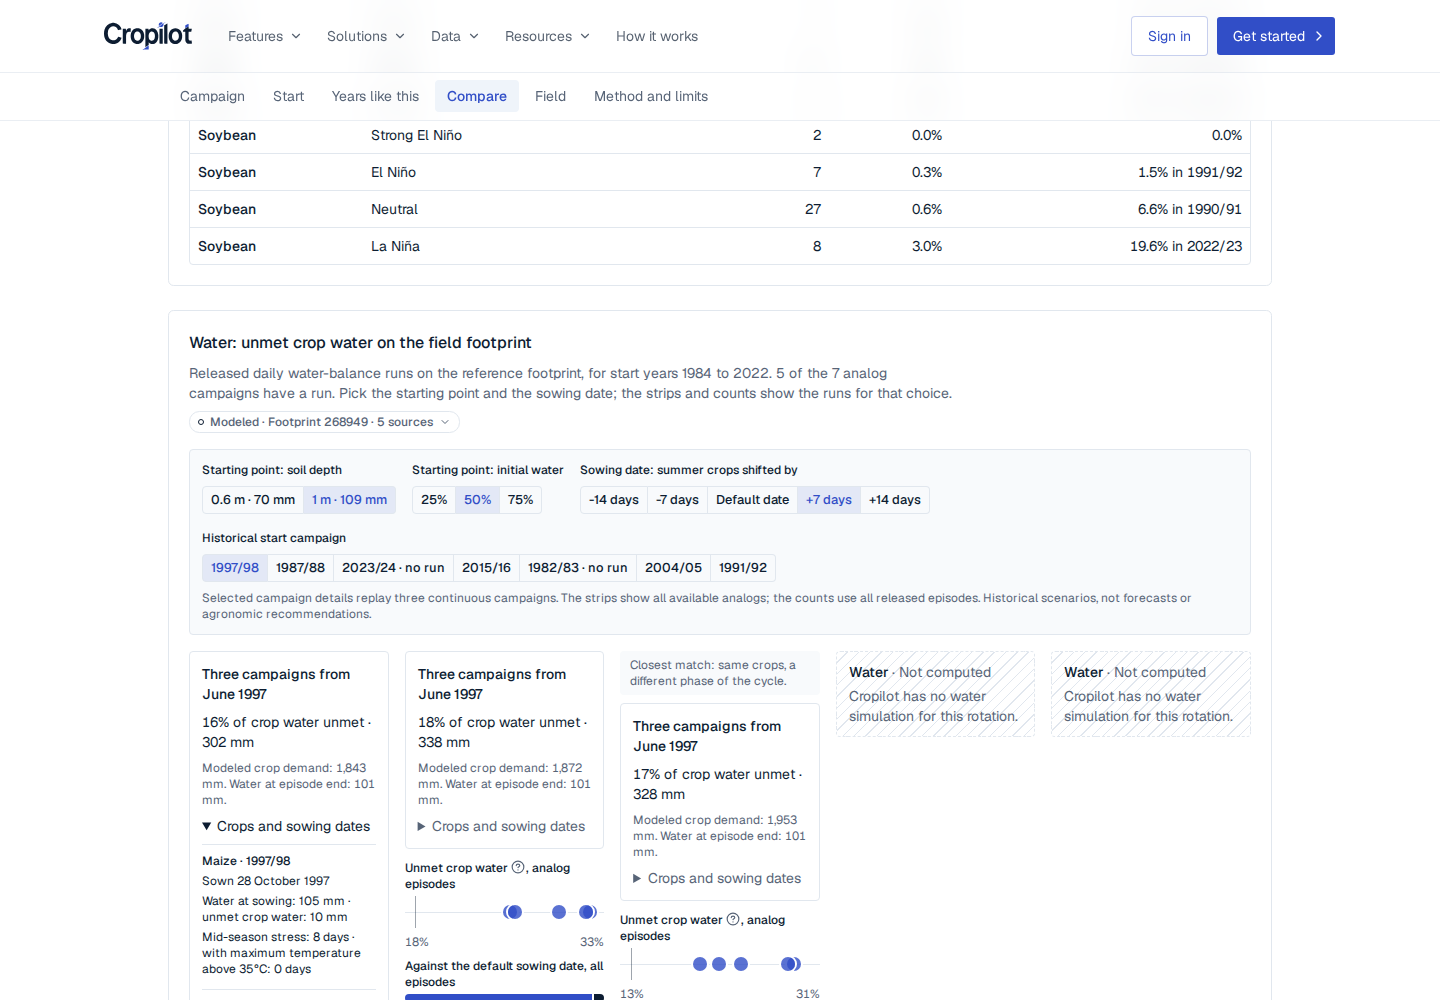 Cropilot
Features
Solutions
Data
Resources
How it works
Sign in
Get started
Campaign
Start
Years like this
Compare
Field
Method and limits
Soybean Strong El Niño 2 0.0% 0.0%
Soybean El Niño 7 0.3% 1.5% in 1991/92
Soybean Neutral 27 0.6% 6.6% in 1990/91
Soybean La Niña 8 3.0% 19.6% in 2022/23
Water: unmet crop water on the field footprint
Released daily water-balance runs on the reference footprint, for start years 1984 to 2022. 5 of the 7 analog
campaigns have a run. Pick the starting point and the sowing date; the strips and counts show the runs for that choice.
Modeled · Footprint 268949 · 5 sources
Starting point: soil depth
0.6 m · 70 mm
1 m · 109 mm
Starting point: initial water
25%
50%
75%
Sowing date: summer crops shifted by
-14 days
-7 days
Default date
+7 days
+14 days
Historical start campaign
1997/98
1987/88
2023/24 · no run
2015/16
1982/83 · no run
2004/05
1991/92
Selected campaign details replay three continuous campaigns. The strips show all available analogs; the counts use all released episodes. Historical scenarios, not forecasts or
agronomic recommendations.
Three campaigns from
June 1997
16% of crop water unmet ·
302 mm
Modeled crop demand: 1,843
mm. Water at episode end: 101
mm.
Crops and sowing dates
Maize · 1997/98
Sown 28 October 1997
Water at sowing: 105 mm ·
unmet crop water: 10 mm
Mid-season stress: 8 days ·
with maximum temperature
above 35°C: 0 days
Three campaigns from
June 1997
18% of crop water unmet ·
338 mm
Modeled crop demand: 1,872
mm. Water at episode end: 101
mm.
Crops and sowing dates
Unmet crop water ?, analog
episodes
18% 33%
Against the default sowing date, all
episodes
Closest match: same crops, a
different phase of the cycle.
Three campaigns from
June 1997
17% of crop water unmet ·
328 mm
Modeled crop demand: 1,953
mm. Water at episode end: 101
mm.
Crops and sowing dates
Unmet crop water ?, analog
episodes
13% 31%
Water · Not computed
Cropilot has no water
simulation for this rotation.
Water · Not computed
Cropilot has no water
simulation for this rotation.